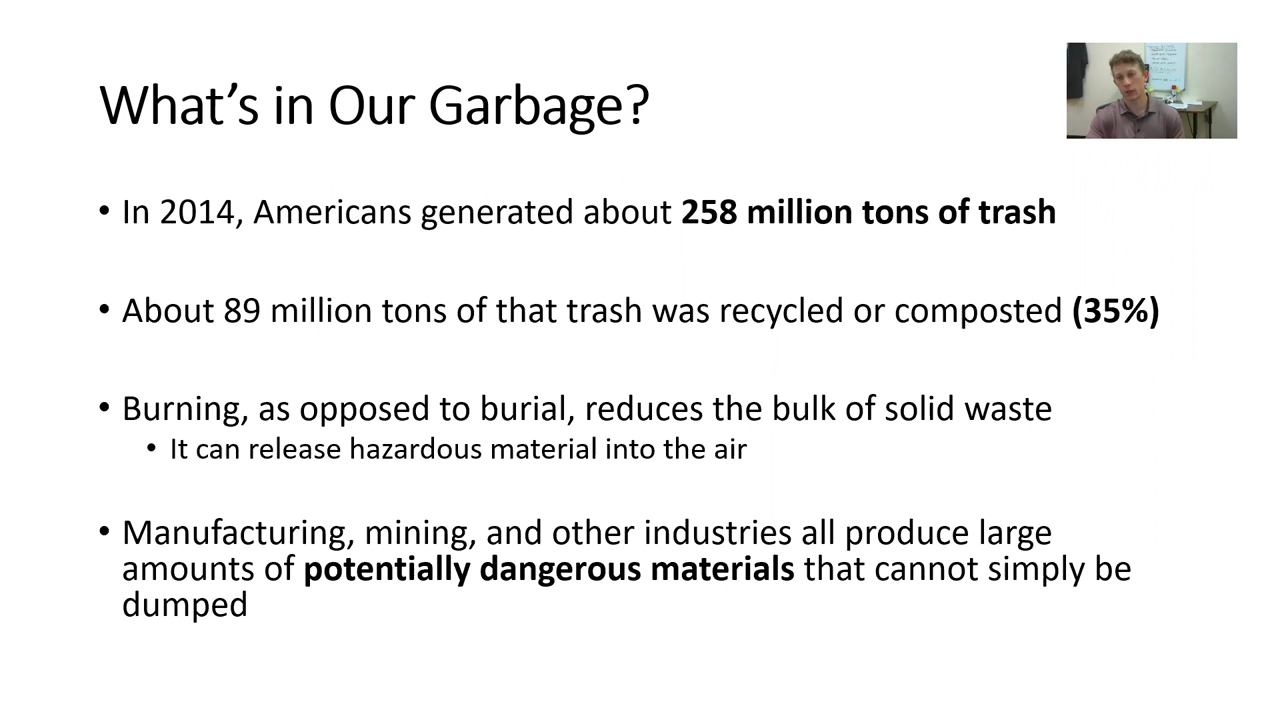 What's in Our Garbage?
• In 2014, Americans generated about 258 million tons of trash
• About 89 million tons of that trash was recycled or composted (35%)
• Burning, as opposed to burial, reduces the bulk of solid waste
• It can release hazardous material into the air
• Manufacturing, mining, and other industries all produce large
amounts of potentially dangerous materials that cannot simply be
dumped